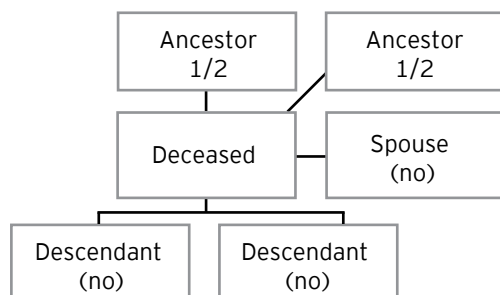 Ancestor
1/2
Ancestor
1/2
Deceased
Spouse
(no)
Descendant
(no)
Descendant
(no)